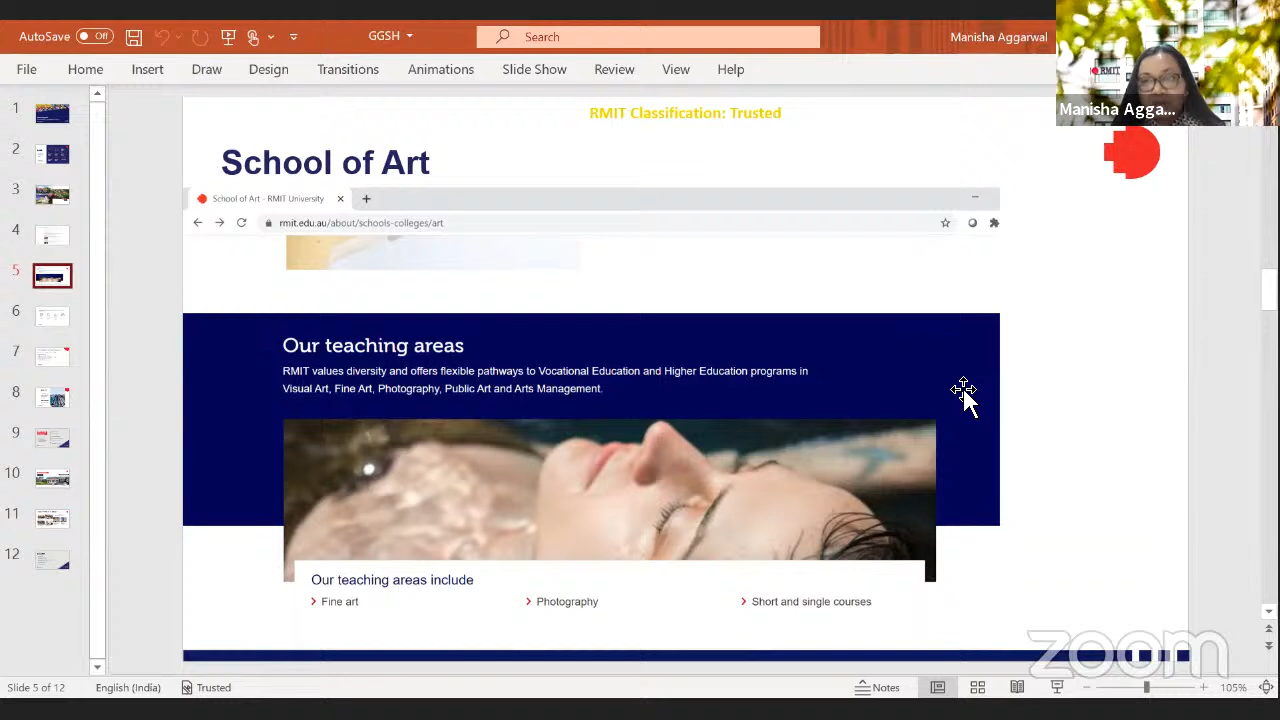 AutoSave
Off
GGSH
Search
Manisha Aggarwal
File Home Insert Draw Design Transitions Animations Slide Show Review View Help
RMIT
Manisha Agga...
RMIT Classification: Trusted
School of Art
School of Art - RMIT University
rmit.edu.au/about/schools-colleges/art
Our teaching areas
RMIT values diversity and offers flexible pathways to Vocational Education and Higher Education programs in
Visual Art, Fine Art, Photography, Public Art and Arts Management.
Our teaching areas include
Fine art
Photography
Short and single courses
1
2
3
4
5
6
7
8
9
10
11
12
zoom
Slide 5 of 12
English (India)
Trusted
Notes
105%